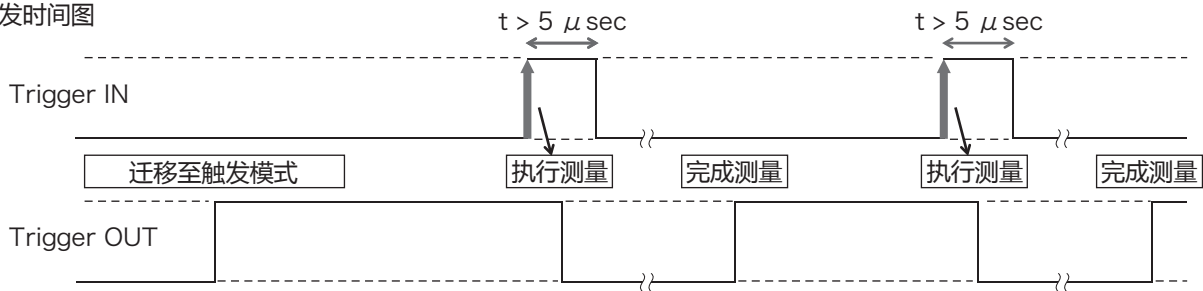 发时间图
t > 5 μsec t > 5 μsec
Trigger IN
迁移至触发模式 执行测量 完成测量 执行测量 完成测量
Trigger OUT